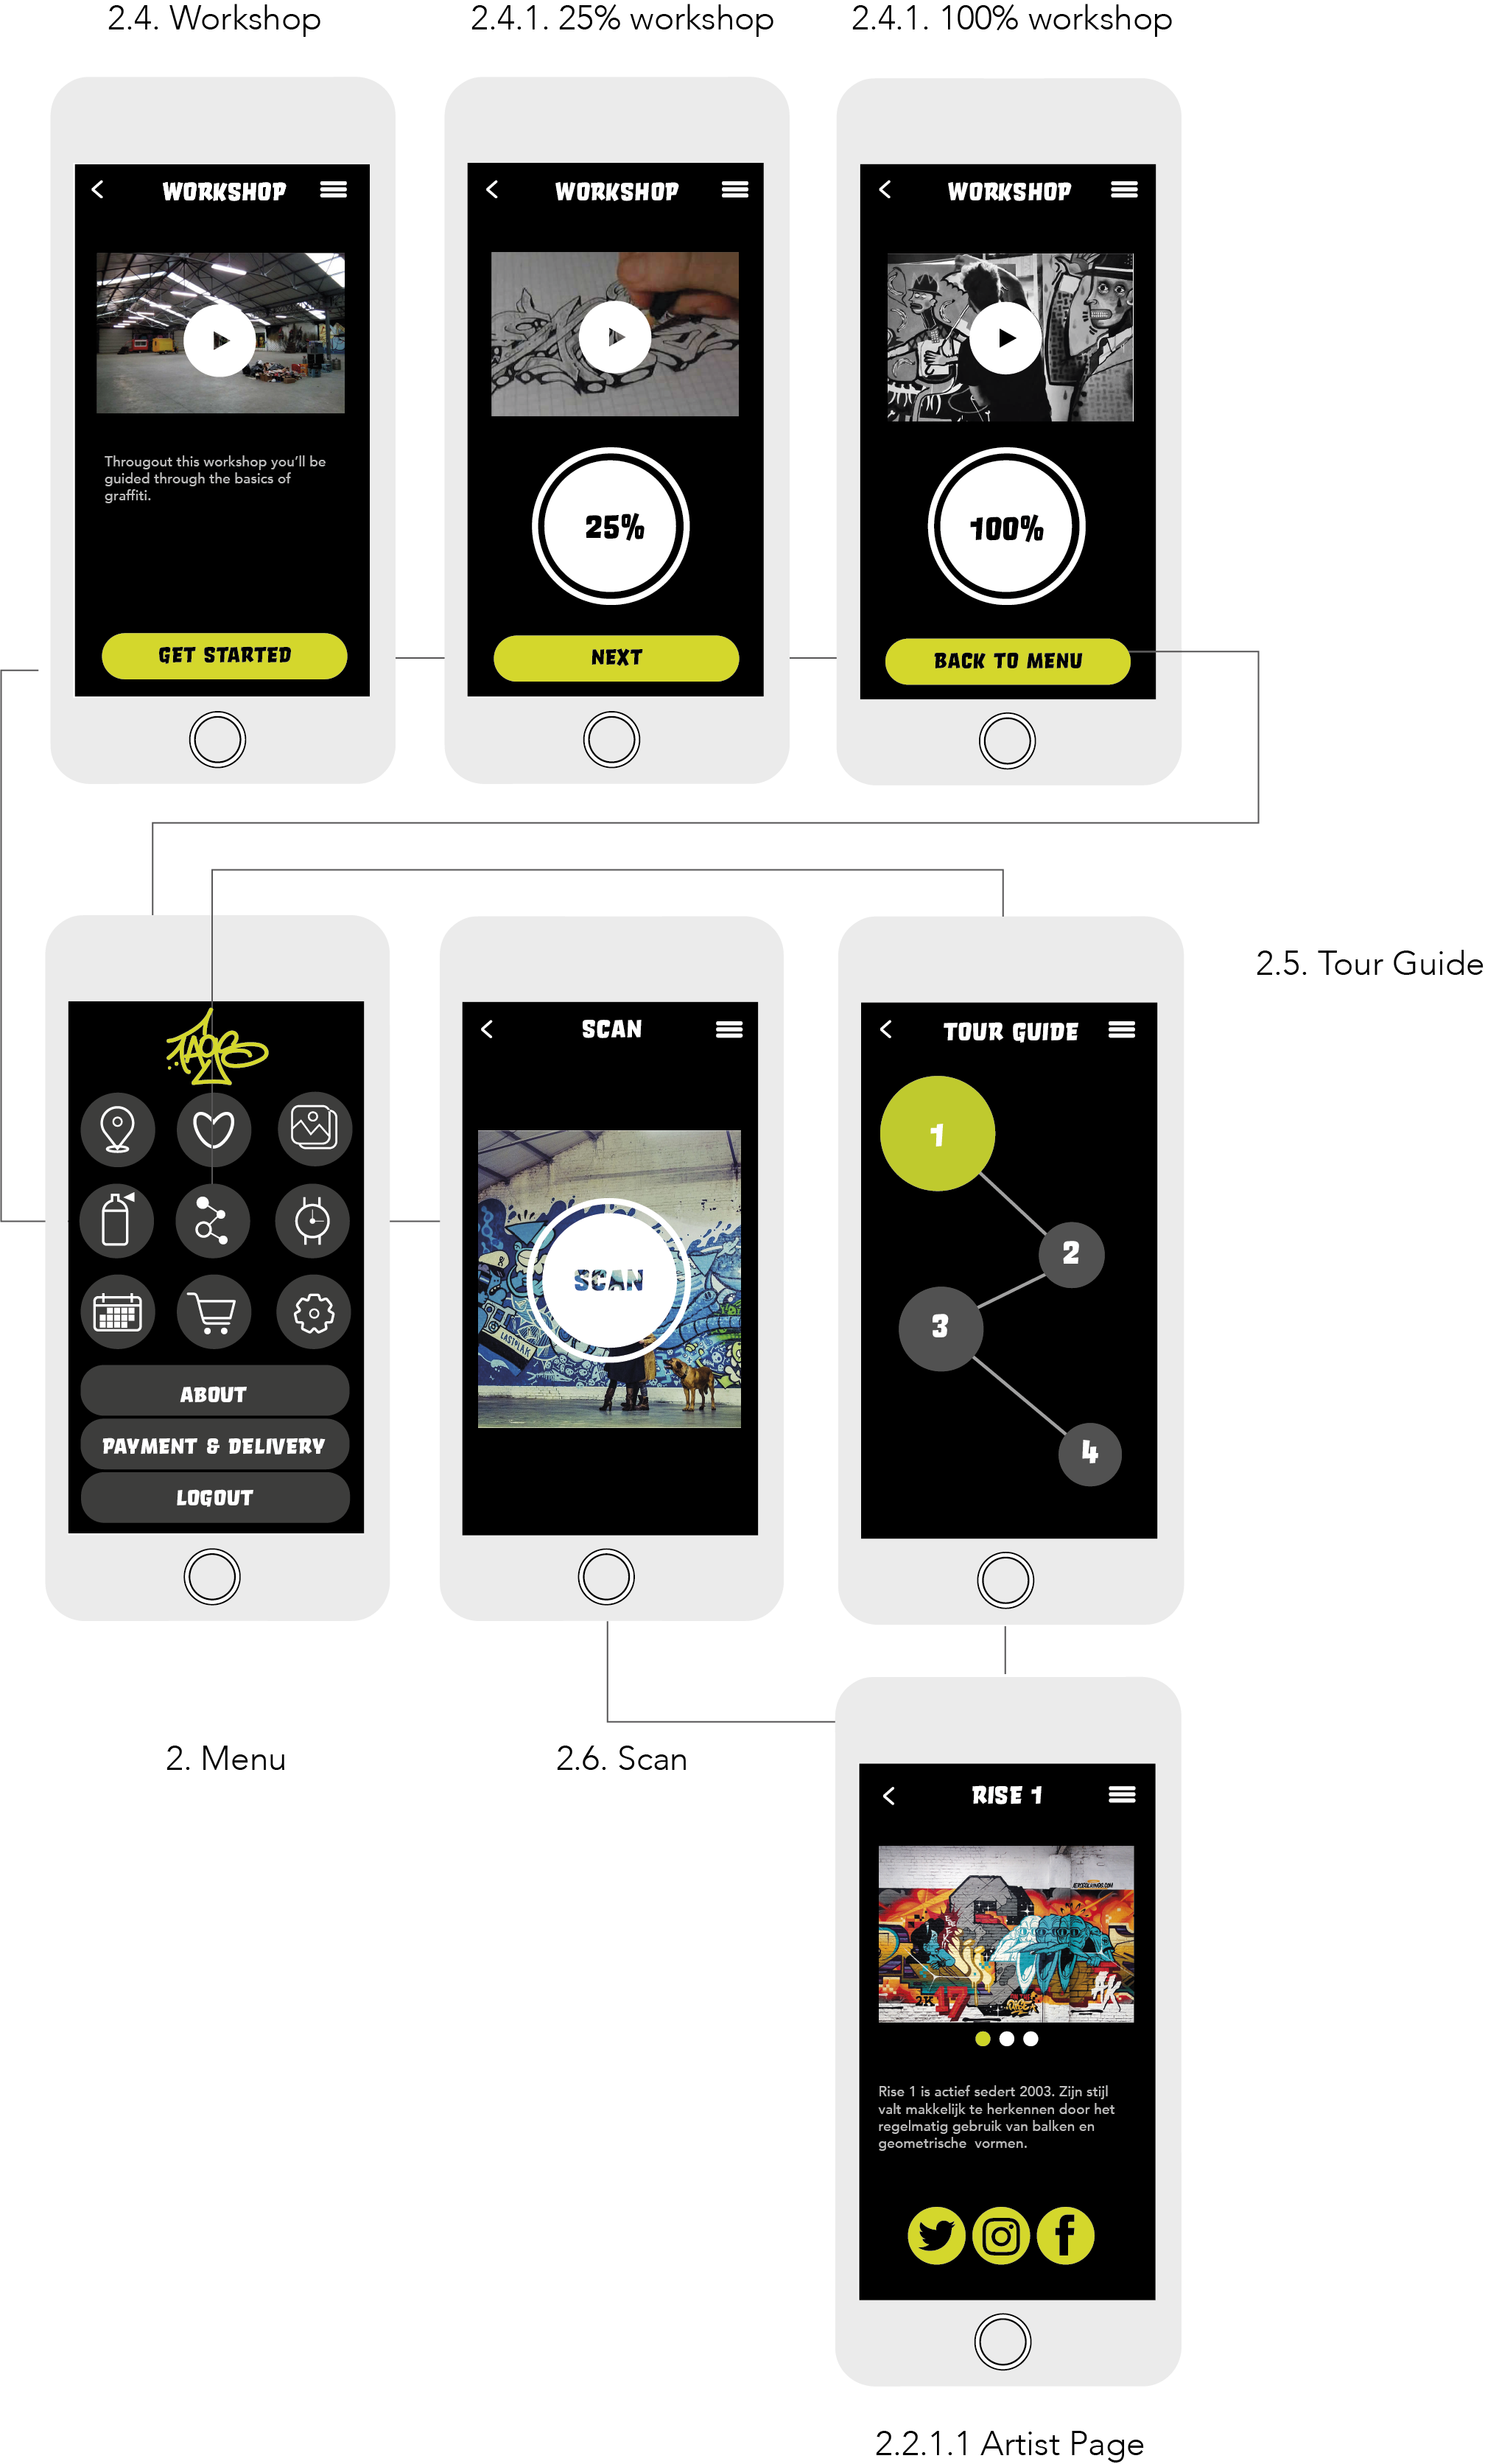 2.4. Workshop
2.4.1. 25% workshop
2.4.1. 100% workshop
WORKSHOP
Througout this workshop you'll be
guided through the basics of
graffiti.
GET STARTED
WORKSHOP
25%
NEXT
WORKSHOP
100%
BACK TO MENU
ABOUT
PAYMENT & DELIVERY
LOGOUT
2. Menu
SCAN
SCAN
2.6. Scan
TOUR GUIDE
1
2
3
4
2.5. Tour Guide
RISE 1
2K
17
RISE
AK
Rise 1 is actief sedert 2003. Zijn stijl
valt makkelijk te herkennen door het
regelmatig gebruik van balken en
geometrische vormen.
2.2.1.1 Artist Page